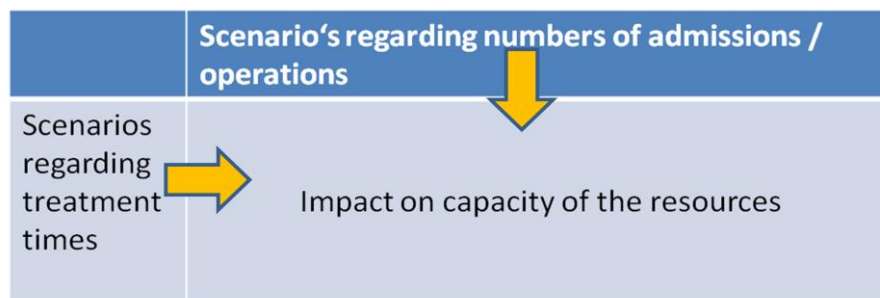 Scenario‘s regarding numbers of admissions /
operations
Scenarios
regarding
treatment
times
Impact on capacity of the resources